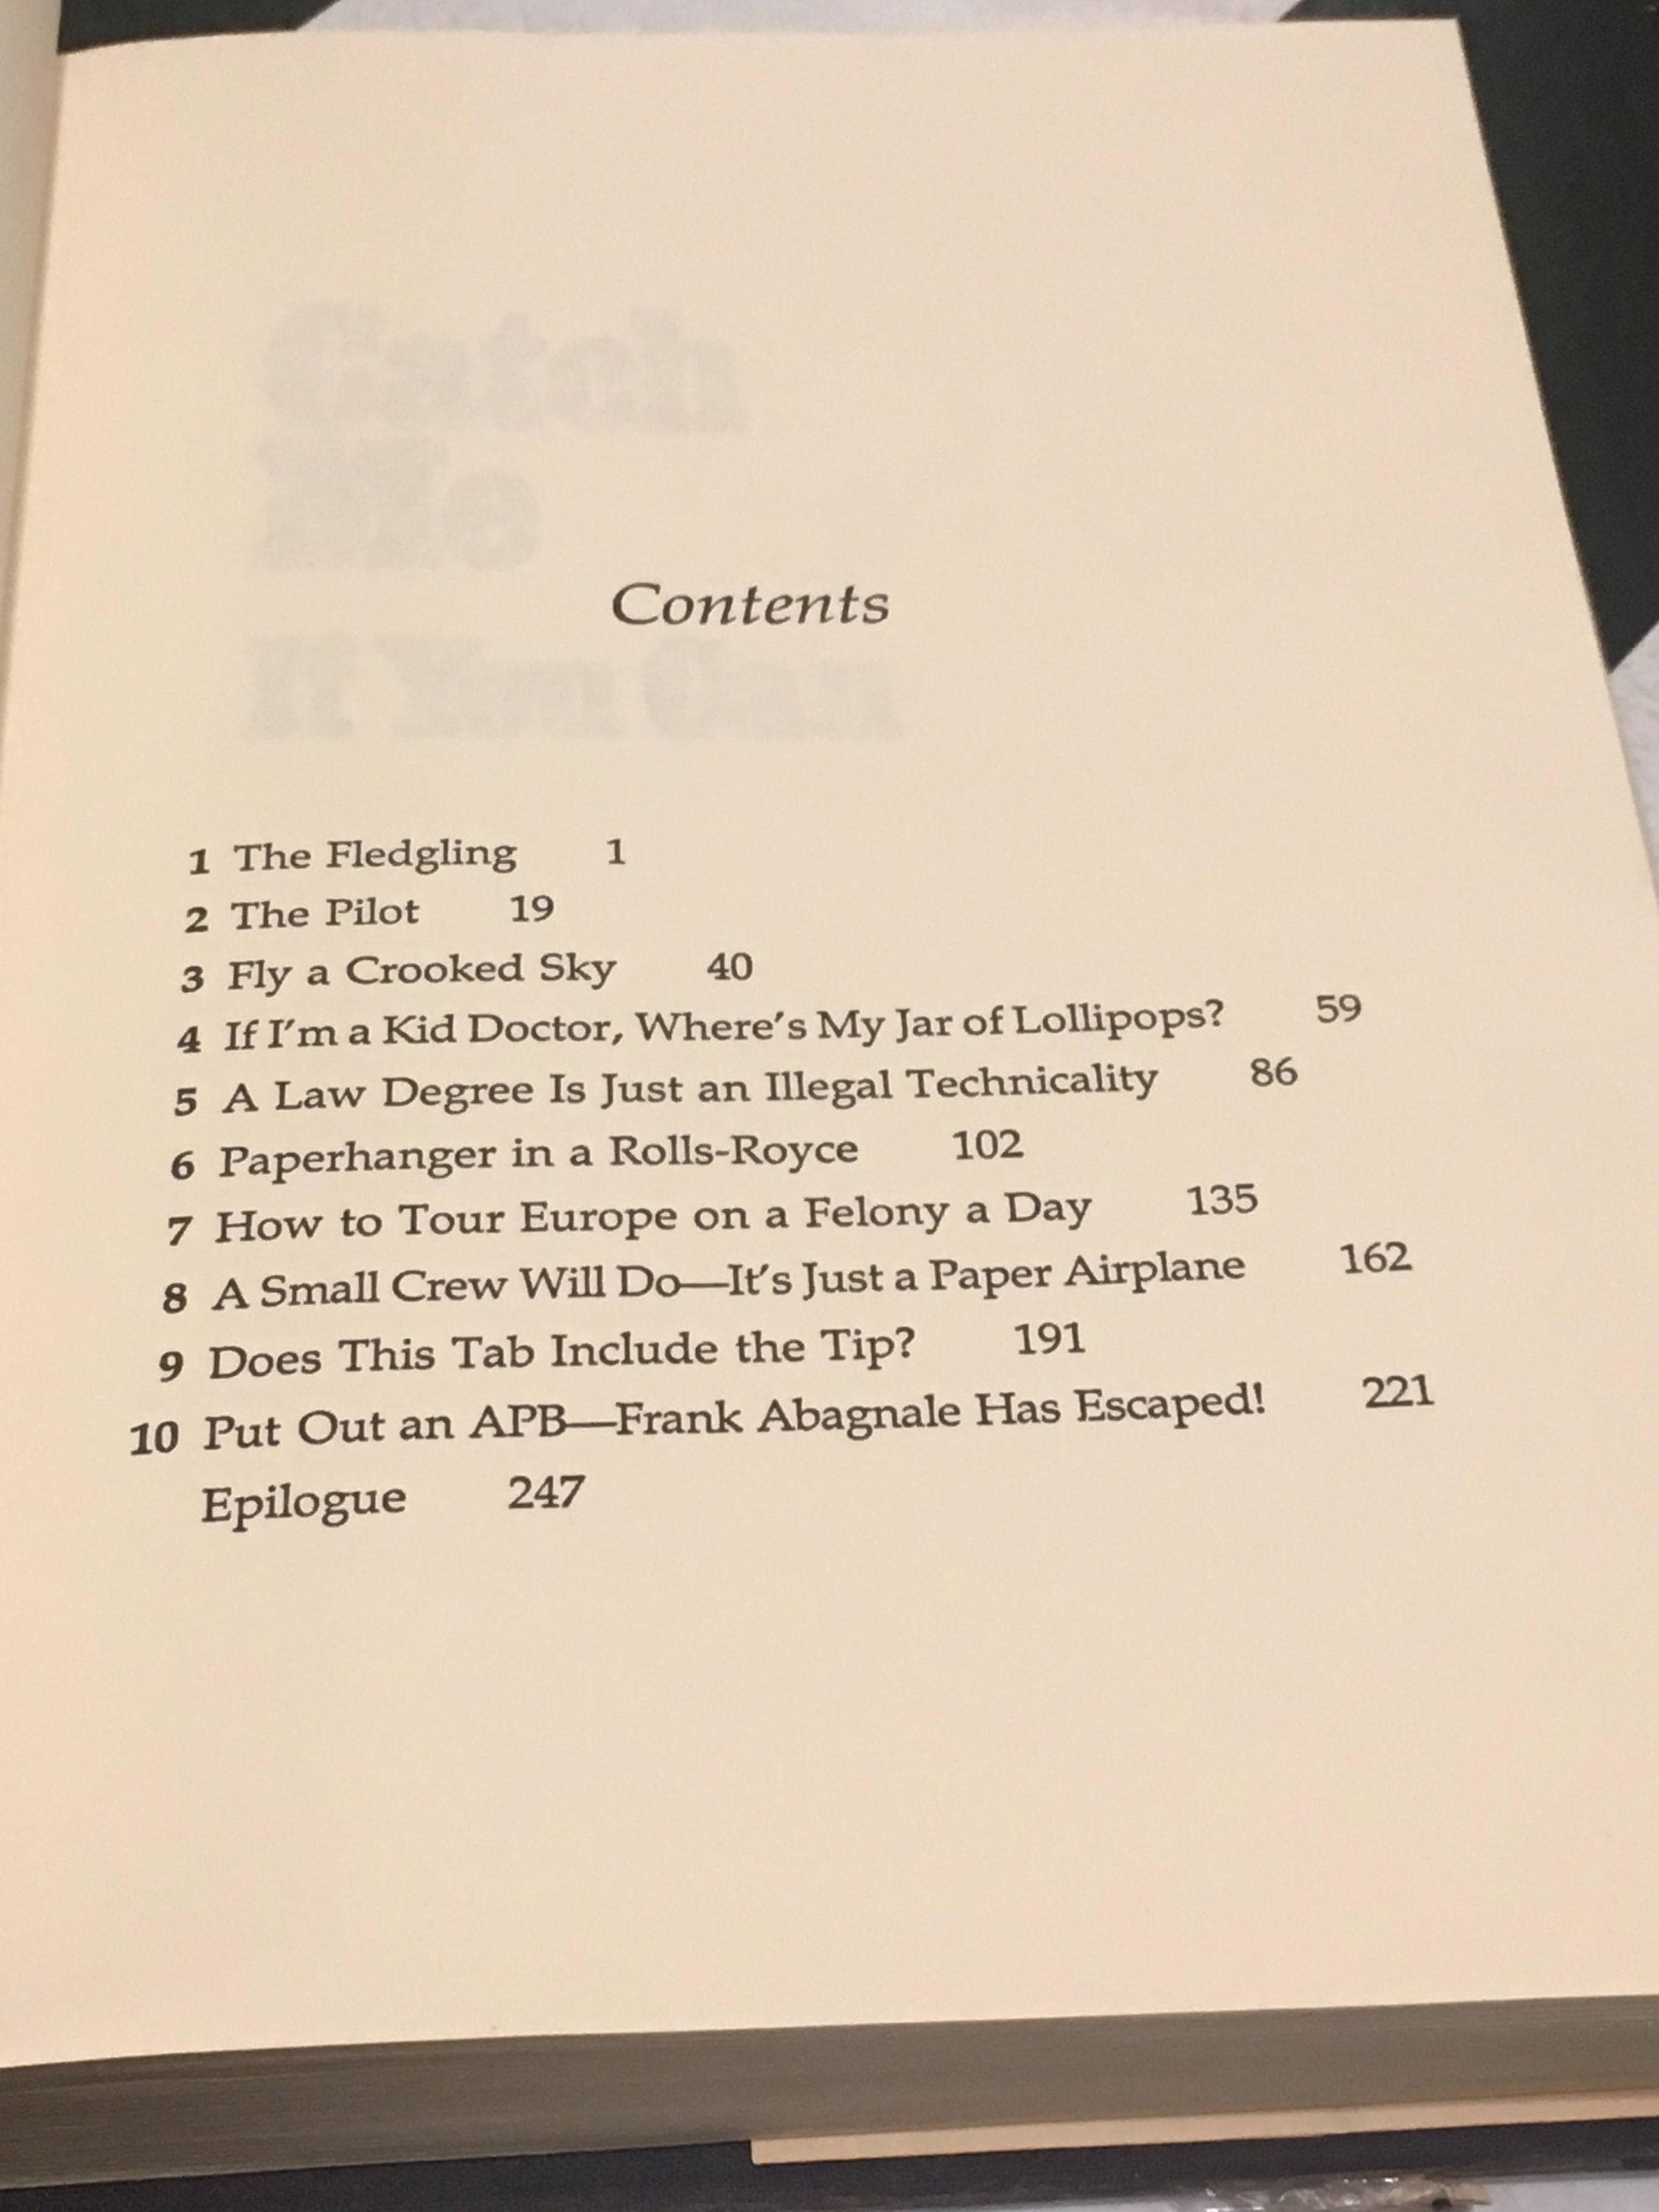 Catch
Me
If You Can
Contents
1 The Fledgling 1
2 The Pilot 19
3 Fly a Crooked Sky 40
4 If I'm a Kid Doctor, Where's My Jar of Lollipops? 59
5 A Law Degree Is Just an Illegal Technicality 86
6 Paperhanger in a Rolls-Royce 102
7 How to Tour Europe on a Felony a Day 135
8 A Small Crew Will Do—It's Just a Paper Airplane 162
9 Does This Tab Include the Tip? 191
10 Put Out an APB—Frank Abagnale Has Escaped! 221
Epilogue 247